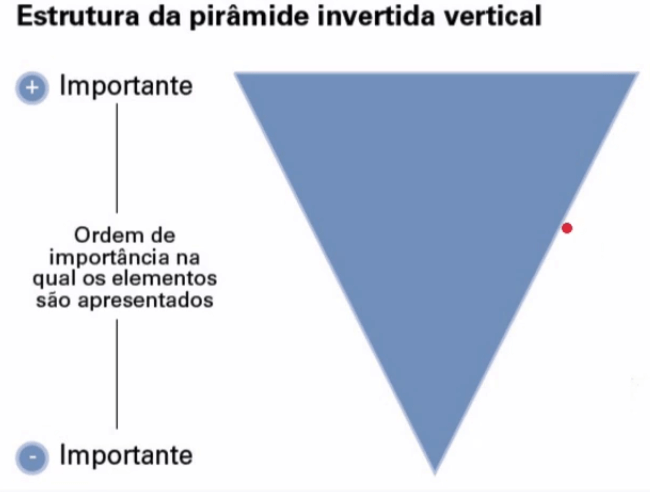 Estrutura da pirâmide invertida vertical
+ Importante
Ordem de
importância na
qual os elementos
são apresentados
- Importante